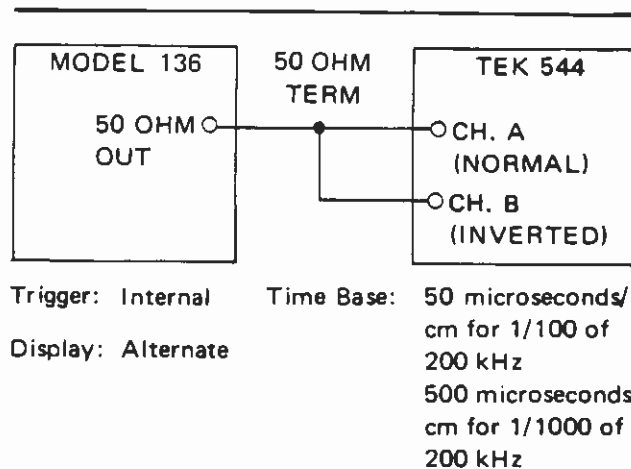 MODEL 136
50 OHM
OUT
50 OHM
TERM
TEK 544
CH. A
(NORMAL)
CH. B
(INVERTED)
Trigger: Internal
Display: Alternate
Time Base: 50 microseconds/
cm for 1/100 of
200 kHz
500 microseconds
cm for 1/1000 of
200 kHz